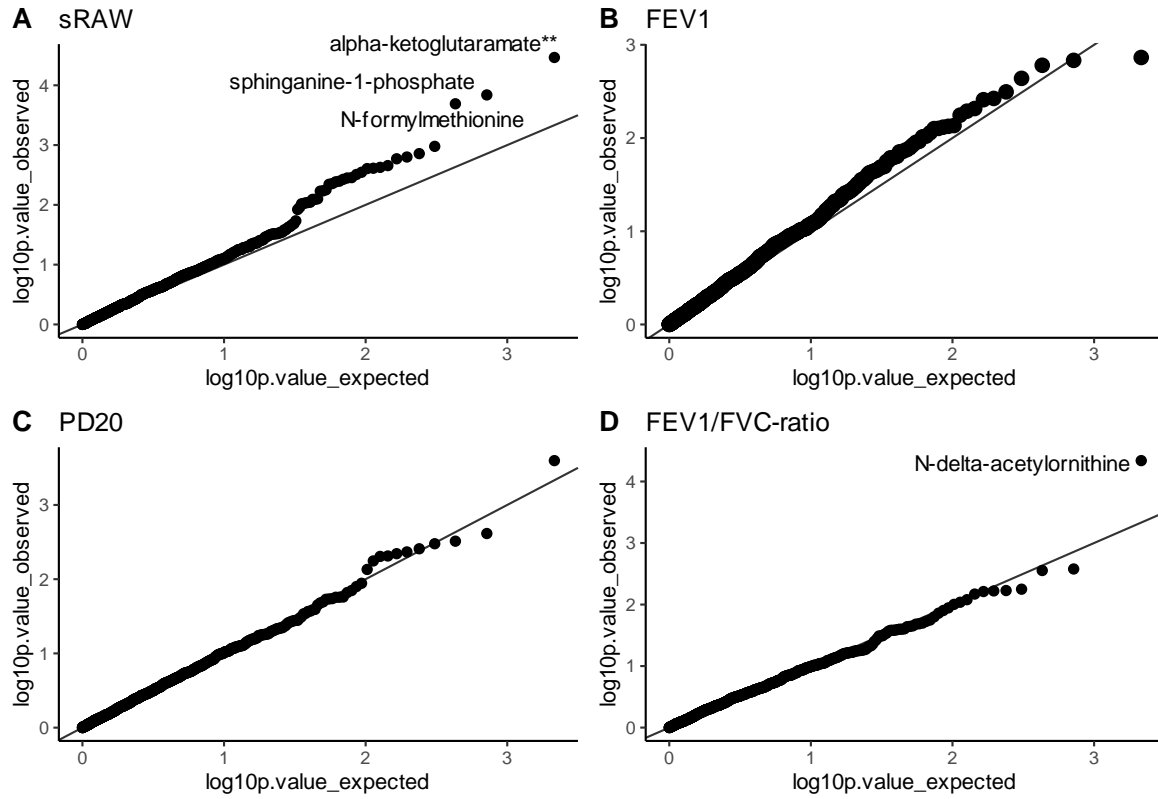 A sRAW
alpha-ketoglutaramate**
sphinganine-1-phosphate
N-formylmethionine
4
3
2
1
0
log10p.value_observed
0 1 2 3
log10p.value_expected
B FEV1
3
2
1
0
log10p.value_observed
0 1 2 3
log10p.value_expected
C PD20
3
2
1
0
log10p.value_observed
0 1 2 3
log10p.value_expected
D FEV1/FVC-ratio
N-delta-acetylornithine
4
3
2
1
0
log10p.value_observed
0 1 2 3
log10p.value_expected